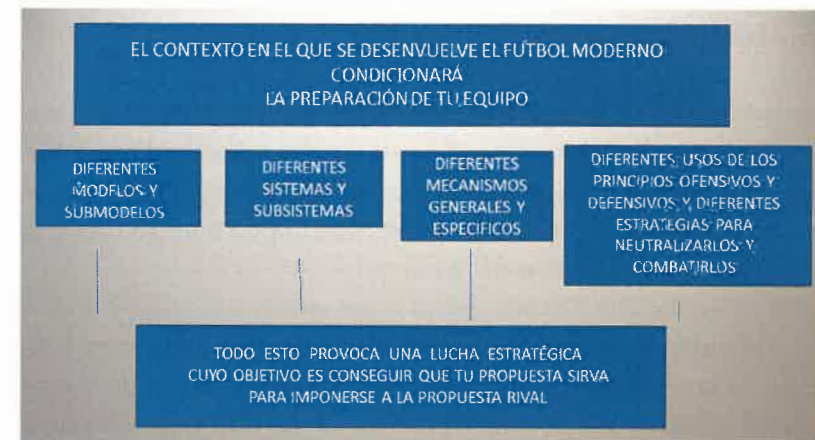 EL CONTEXTO EN EL QUE SE DESENVUELVE EL FUTBOL MODERNO
CONDICIONARÁ
LA PREPARACIÓN DE TU EQUIPO
DIFERENTES
MODELOS Y
SUBMODELOS
DIFERENTES
SISTEMAS Y
SUBSISTEMAS
DIFERENTES
MECANISMOS
GENERALES Y
ESPECIFICOS
DIFERENTES USOS DE LOS
PRINCIPIOS OFENSIVOS Y
DEFENSIVOS Y DIFERENTES
ESTRATEGIAS PARA
NEUTRALIZARLOS Y
COMBATIRLOS
TODO ESTO PROVOCA UNA LUCHA ESTRATÉGICA
CUYO OBJETIVO ES CONSEGUIR QUE TU PROPUESTA SIRVA
PARA IMPONERSE A LA PROPUESTA RIVAL